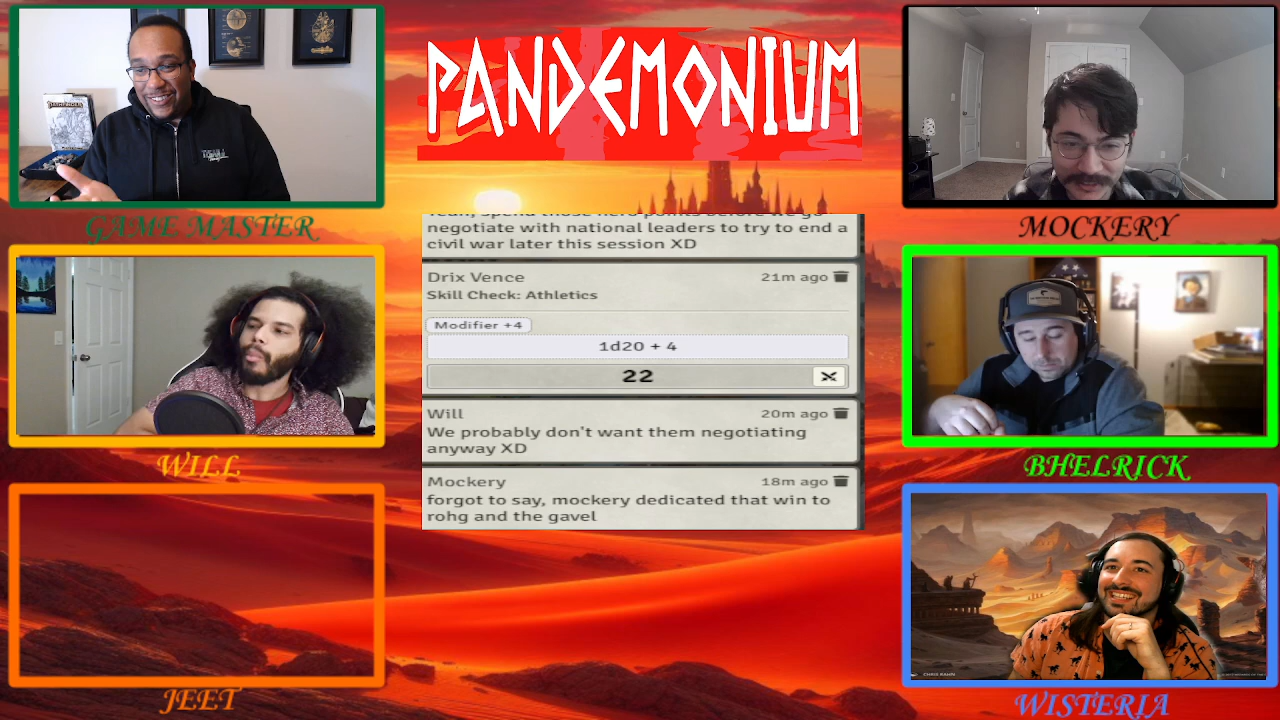 PANDEMONIUM
GAME MASTER
MOCKERY
negotiate with national leaders to try to end a
civil war later this session XD
Drix Vence 21m ago
Skill Check: Athletics
Modifier +4
1d20 + 4
22
Will 20m ago
We probably don't want them negotiating
anyway XD
Mockery 18m ago
forgot to say, mockery dedicated that win to
rohg and the gavel
WILL
BHELRICK
JEET
WISTERIA